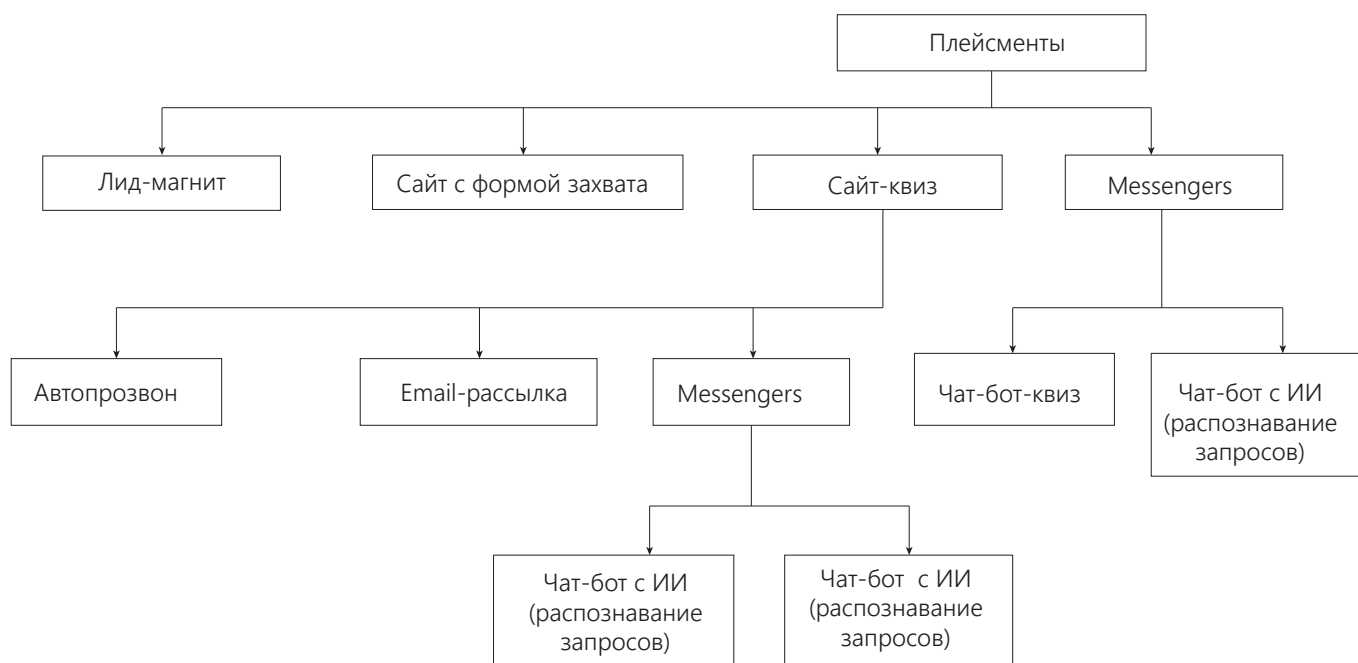 Плейсменты
Лид-магнит
Сайт с формой захвата
Сайт-квиз
Messengers
Автопрозвон
Email-рассылка
Messengers
Чат-бот-квиз
Чат-бот с ИИ
(распознавание
запросов)
Чат-бот с ИИ
(распознавание
запросов)
Чат-бот  с ИИ
(распознавание
запросов)